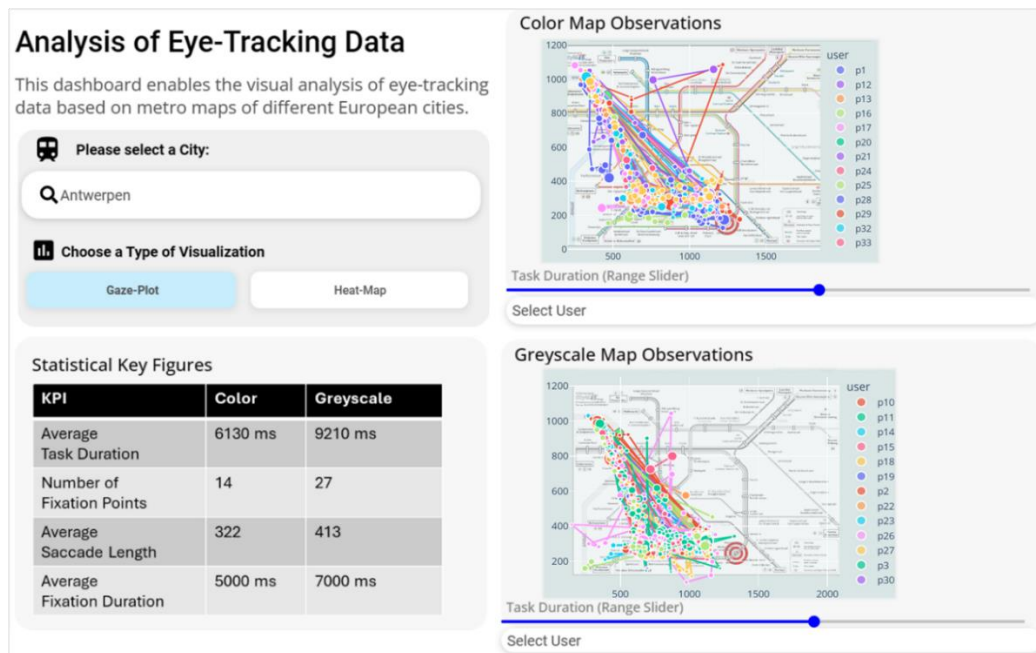 Analysis of Eye-Tracking Data
This dashboard enables the visual analysis of eye-tracking
data based on metro maps of different European cities.
Please select a City:
Antwerpen
Choose a Type of Visualization
Gaze-Plot
Heat-Map
Statistical Key Figures
KPI Color Greyscale
Average 6130 ms 9210 ms
Task Duration
Number of 14 27
Fixation Points
Average 322 413
Saccade Length
Average 5000 ms 7000 ms
Fixation Duration
Color Map Observations
1200
1000
800
600
400
200
0
500 1000 1500
user
p1
p12
p13
p16
p17
p20
p21
p24
p25
p28
p29
p32
p33
Task Duration (Range Slider)
Select User
Greyscale Map Observations
1200
1000
800
600
400
200
500 1000 1500 2000
user
p10
p11
p14
p15
p18
p19
p2
p22
p23
p26
p27
p3
p30
Task Duration (Range Slider)
Select User